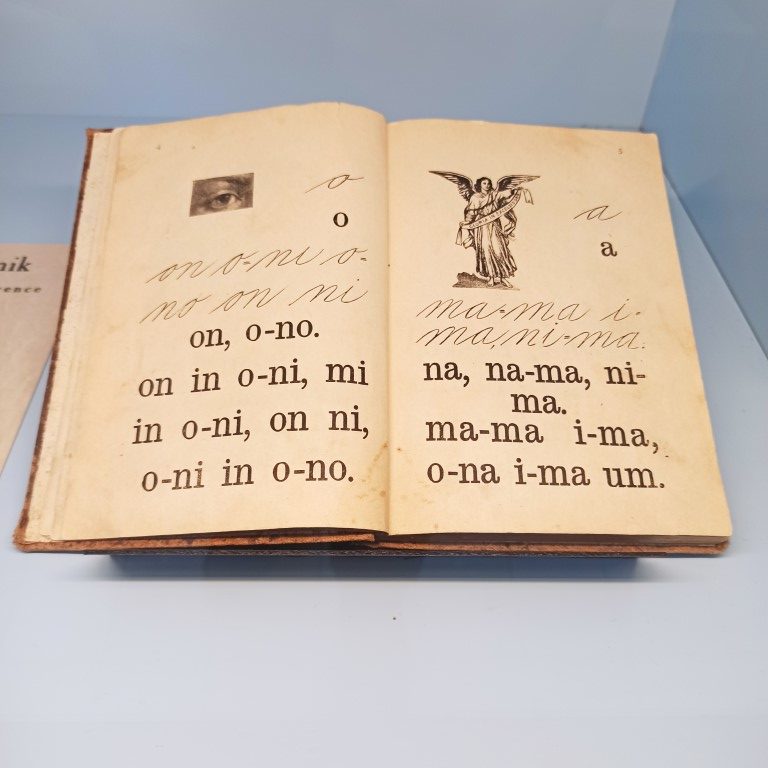 o
o
on o-ni o-
no on ni
on, o-no.
on in o-ni, mi
in o-ni, on ni,
o-ni in o-no.
5
a
a
ma-ma i-
ma, ni-ma.
na, na-ma, ni-
ma.
ma-ma i-ma,
o-na i-ma um.